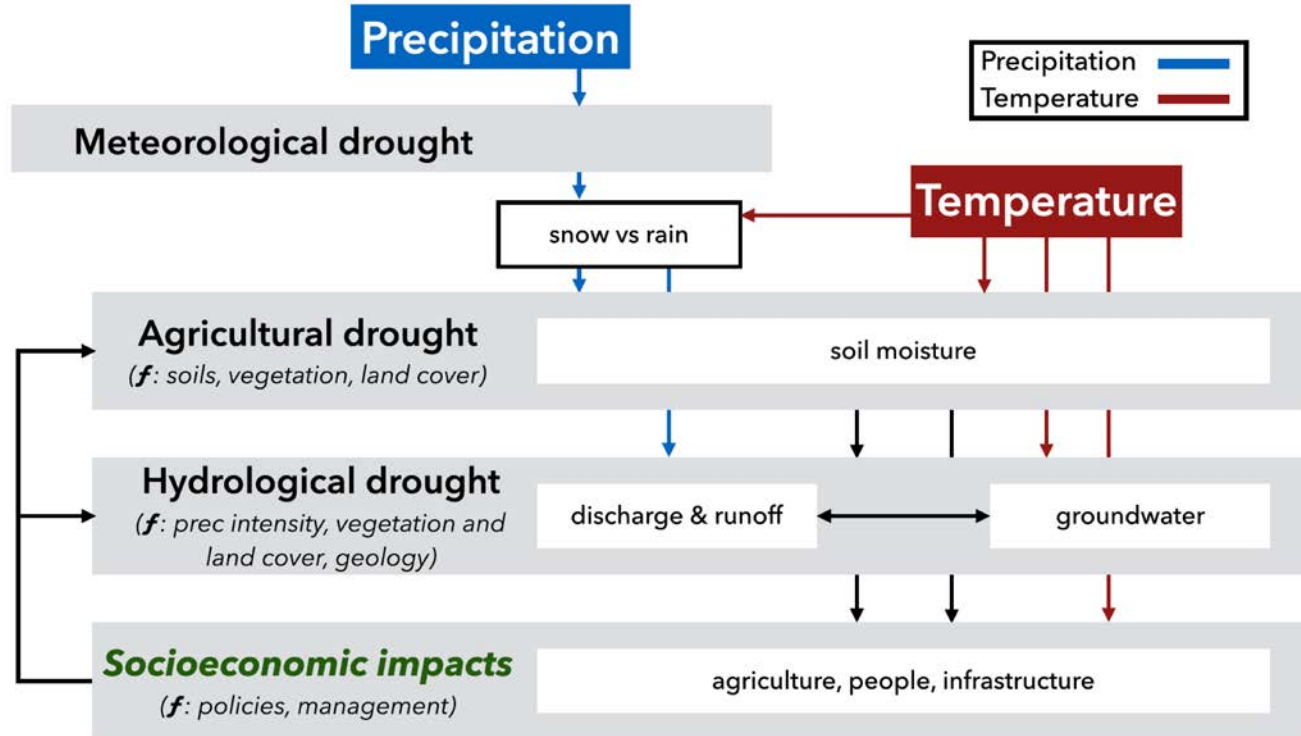 Precipitation
Precipitation
Temperature
Meteorological drought
Temperature
snow vs rain
Agricultural drought
(ƒ: soils, vegetation, land cover)
soil moisture
Hydrological drought
(ƒ: prec intensity, vegetation and
land cover, geology)
discharge & runoff
groundwater
Socioeconomic impacts
(ƒ: policies, management)
agriculture, people, infrastructure